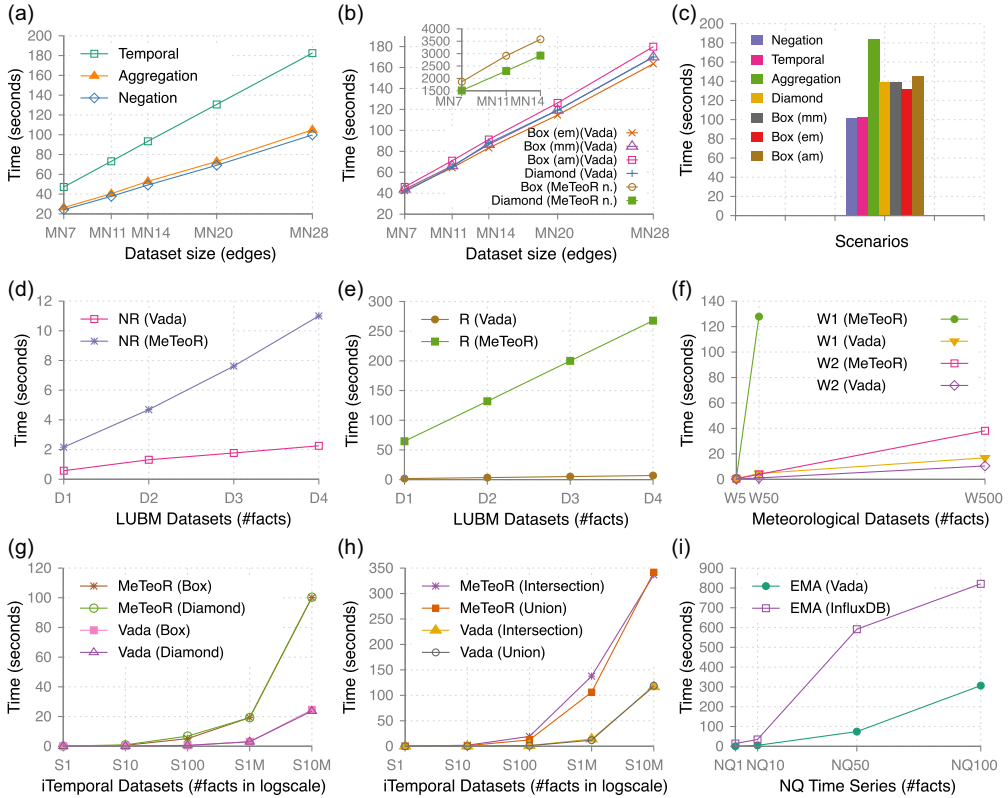 (a)
200
180
160
140
120
100
80
60
40
20
Time (seconds)
Temporal
Aggregation
Negation
MN7 MN11 MN14 MN20 MN28
Dataset size (edges)
(b)
180
160
140
120
100
80
60
40
20
Time (seconds)
4000
3500
3000
2500
2000
1500
MN7 MN11 MN14
Box (em)(Vada)
Box (mm)(Vada)
Box (am)(Vada)
Diamond (Vada)
Box (MeTeoR n.)
Diamond (MeTeoR n.)
MN7 MN11 MN14 MN20 MN28
Dataset size (edges)
(c)
200
180
160
140
120
100
80
60
40
20
0
Time (seconds)
Negation
Temporal
Aggregation
Diamond
Box (mm)
Box (em)
Box (am)
Scenarios
(d)
12
10
8
6
4
2
0
Time (seconds)
NR (Vada)
NR (MeTeoR)
D1 D2 D3 D4
LUBM Datasets (#facts)
(e)
300
250
200
150
100
50
0
Time (seconds)
R (Vada)
R (MeTeoR)
D1 D2 D3 D4
LUBM Datasets (#facts)
(f)
140
120
100
80
60
40
20
0
Time (seconds)
W1 (MeTeoR)
W1 (Vada)
W2 (MeTeoR)
W2 (Vada)
W5 W50 W500
Meteorological Datasets (#facts)
(g)
120
100
80
60
40
20
0
Time (seconds)
MeTeoR (Box)
MeTeoR (Diamond)
Vada (Box)
Vada (Diamond)
S1 S10 S100 S1M S10M
iTemporal Datasets (#facts in logscale)
(h)
350
300
250
200
150
100
50
0
Time (seconds)
MeTeoR (Intersection)
MeTeoR (Union)
Vada (Intersection)
Vada (Union)
S1 S10 S100 S1M S10M
iTemporal Datasets (#facts in logscale)
(i)
900
800
700
600
500
400
300
200
100
0
Time (seconds)
EMA (Vada)
EMA (InfluxDB)
NQ1 NQ10 NQ50 NQ100
NQ Time Series (#facts)